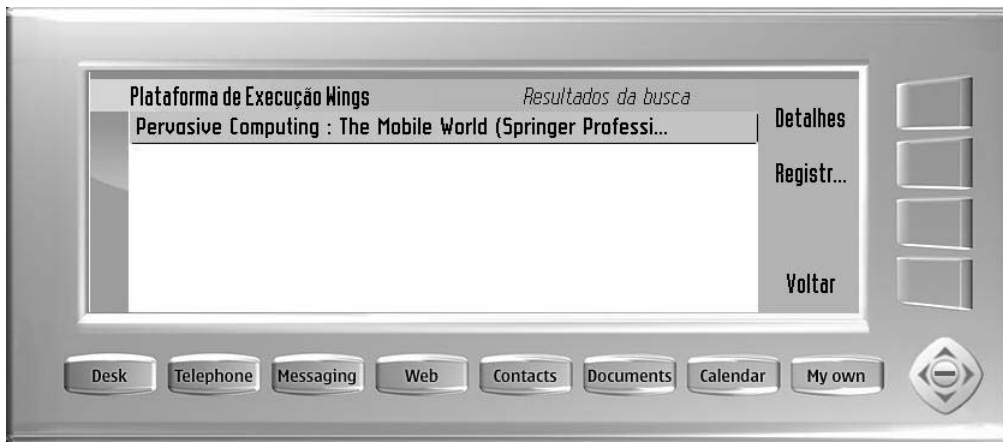 Plataforma de Execução Wings Resultados da busca
Pervasive Computing : The Mobile World (Springer Professi...
Detalhes
Registr...
Voltar
Desk Telephone Messaging Web Contacts Documents Calendar My own